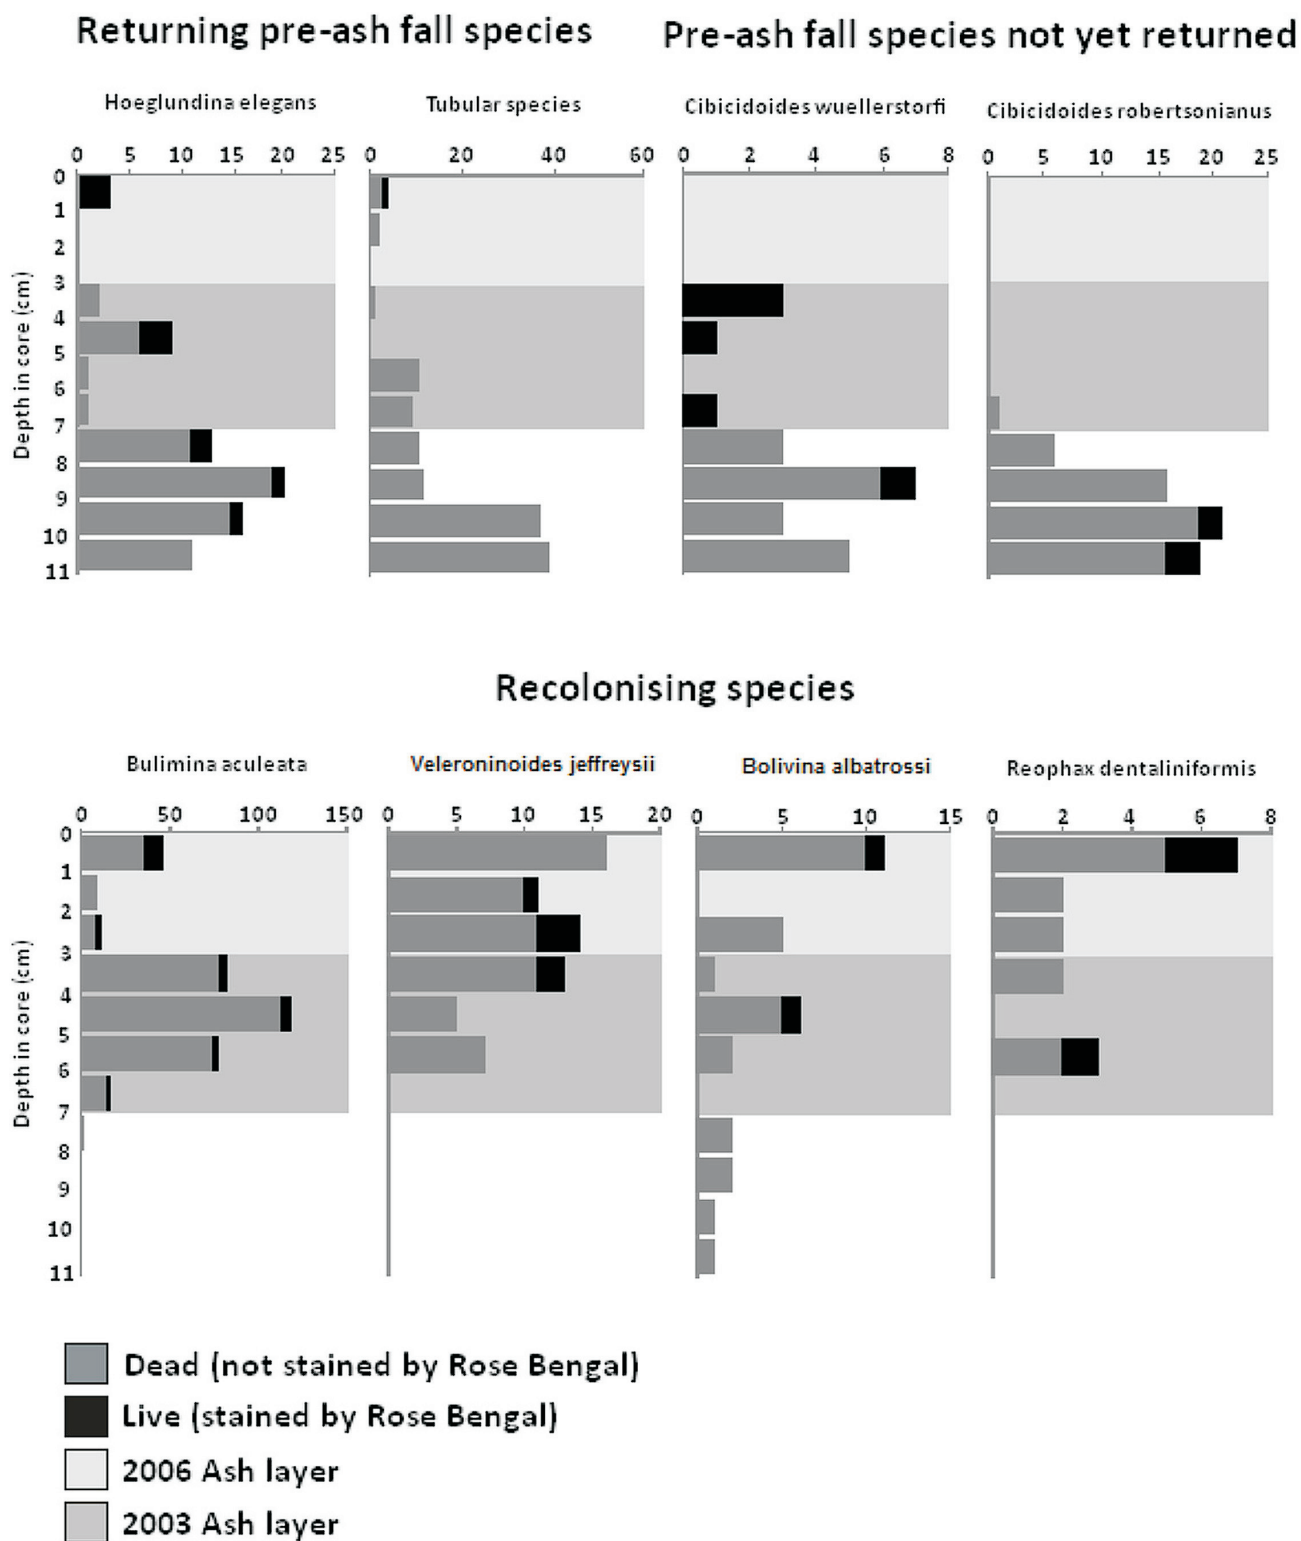 Returning pre-ash fall species
Pre-ash fall species not yet returned
Hoeglundina elegans
Tubular species
Cibicidoides wuellerstorfi
Cibicidoides robertsonianus
0 5 10 15 20 25
0 20 40 60
0 2 4 6 8
0 5 10 15 20 25
Depth in core (cm)
0
1
2
3
4
5
6
7
8
9
10
11
Recolonising species
Bulimina aculeata
Veleroninoides jeffreysii
Bolivina albatrossi
Reophax dentaliniformis
0 50 100 150
0 5 10 15 20
0 5 10 15
0 2 4 6 8
Depth in core (cm)
0
1
2
3
4
5
6
7
8
9
10
11
Dead (not stained by Rose Bengal)
Live (stained by Rose Bengal)
2006 Ash layer
2003 Ash layer